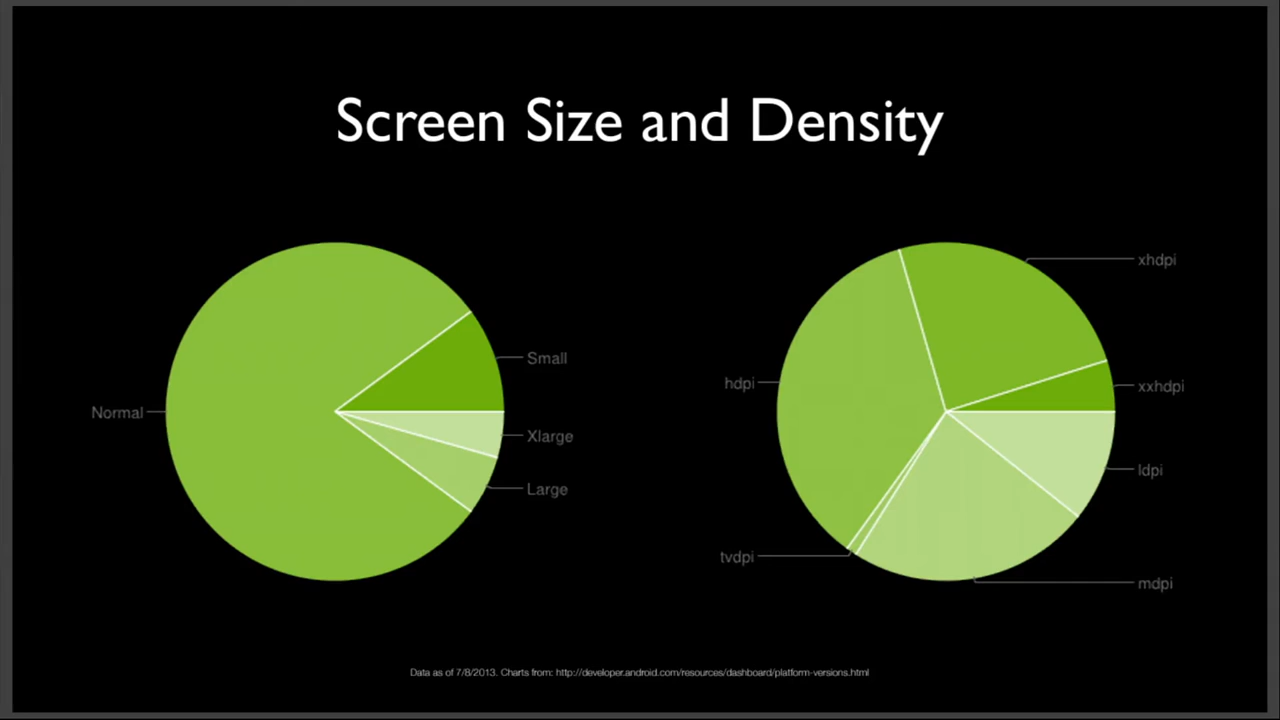 Screen Size and Density
Normal
Small
Xlarge
Large
xhdpi
xxhdpi
hdpi
ldpi
tvdpi
mdpi
Data as of 7/8/2013. Charts from: http://developer.android.com/resources/dashboard/platform-versions.html